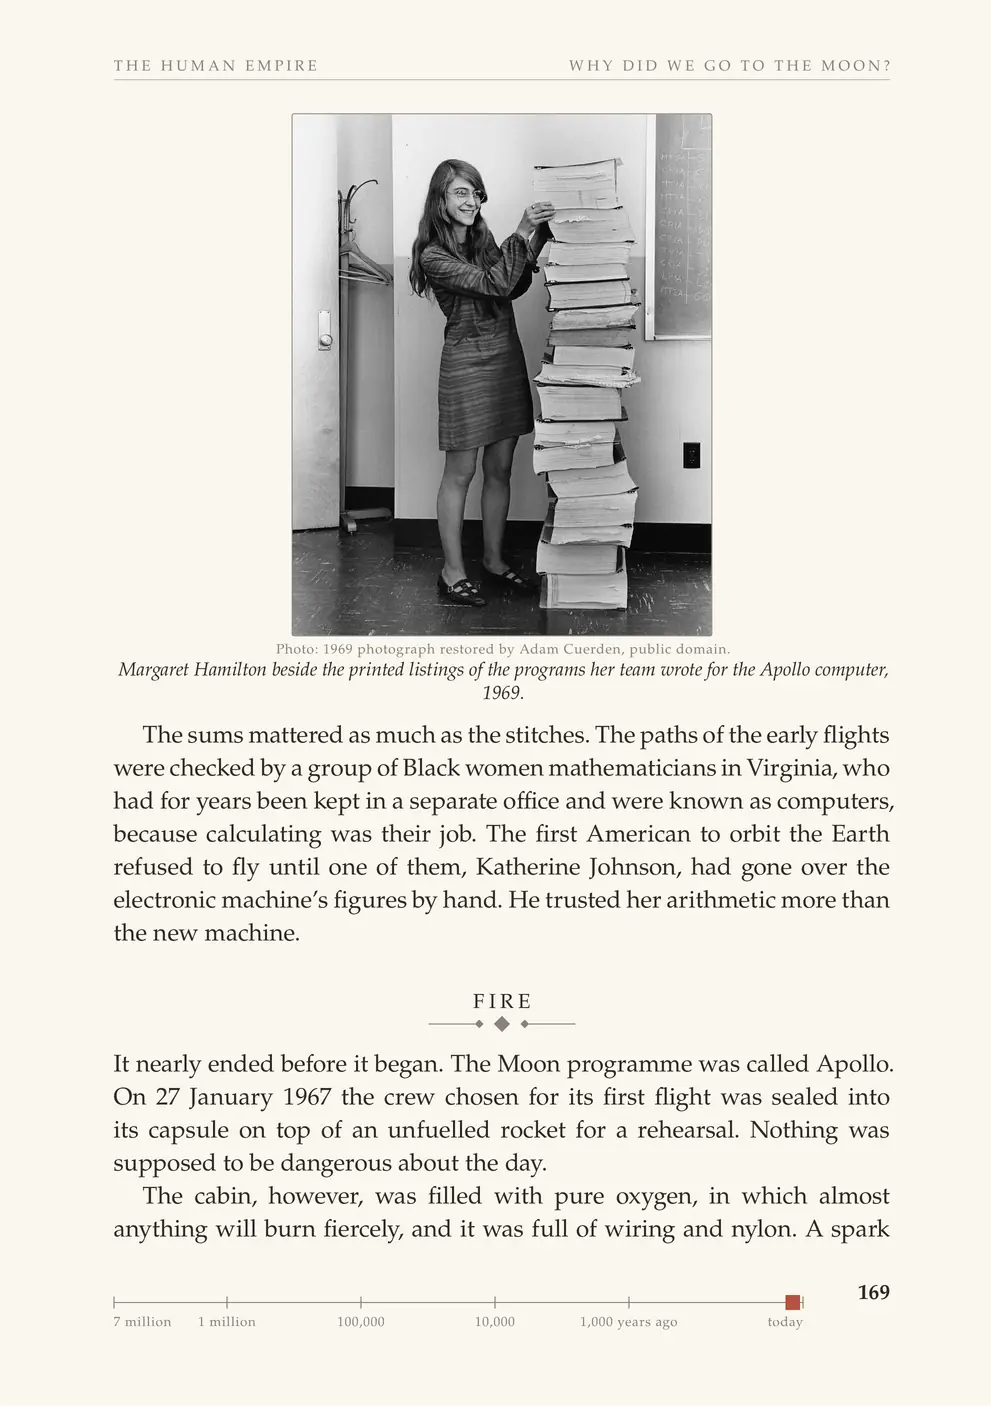 THE HUMAN EMPIRE
WHY DID WE GO TO THE MOON?
Photo: 1969 photograph restored by Adam Cuerden, public domain.
Margaret Hamilton beside the printed listings of the programs her team wrote for the Apollo computer,
1969.
The sums mattered as much as the stitches. The paths of the early flights
were checked by a group of Black women mathematicians in Virginia, who
had for years been kept in a separate office and were known as computers,
because calculating was their job. The first American to orbit the Earth
refused to fly until one of them, Katherine Johnson, had gone over the
electronic machine’s figures by hand. He trusted her arithmetic more than
the new machine.
FIRE
It nearly ended before it began. The Moon programme was called Apollo.
On 27 January 1967 the crew chosen for its first flight was sealed into
its capsule on top of an unfuelled rocket for a rehearsal. Nothing was
supposed to be dangerous about the day.
The cabin, however, was filled with pure oxygen, in which almost
anything will burn fiercely, and it was full of wiring and nylon. A spark
169
7 million
1 million
100,000
10,000
1,000 years ago
today